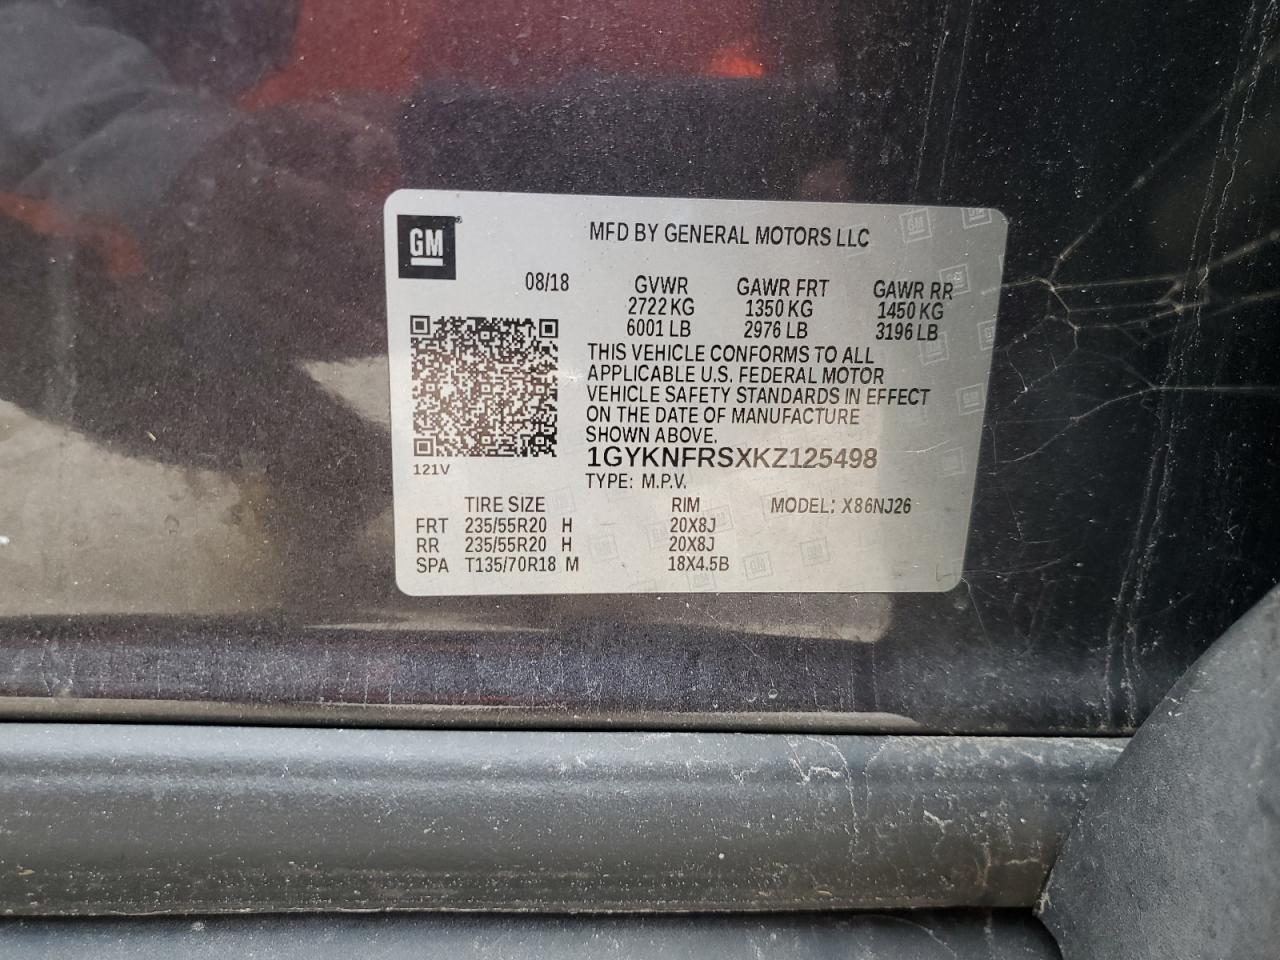 GM
MFD BY GENERAL MOTORS LLC
08/18
GVWR GAWR FRT GAWR RR
2722 KG 1350 KG 1450 KG
6001 LB 2976 LB 3196 LB
THIS VEHICLE CONFORMS TO ALL
APPLICABLE U.S. FEDERAL MOTOR
VEHICLE SAFETY STANDARDS IN EFFECT
ON THE DATE OF MANUFACTURE
SHOWN ABOVE.
1GYKNFRSXKZ125498
121V
TYPE: M.P.V.
TIRE SIZE RIM MODEL: X86NJ26
FRT 235/55R20 H 20X8J
RR 235/55R20 H 20X8J
SPA T135/70R18 M 18X4.5B